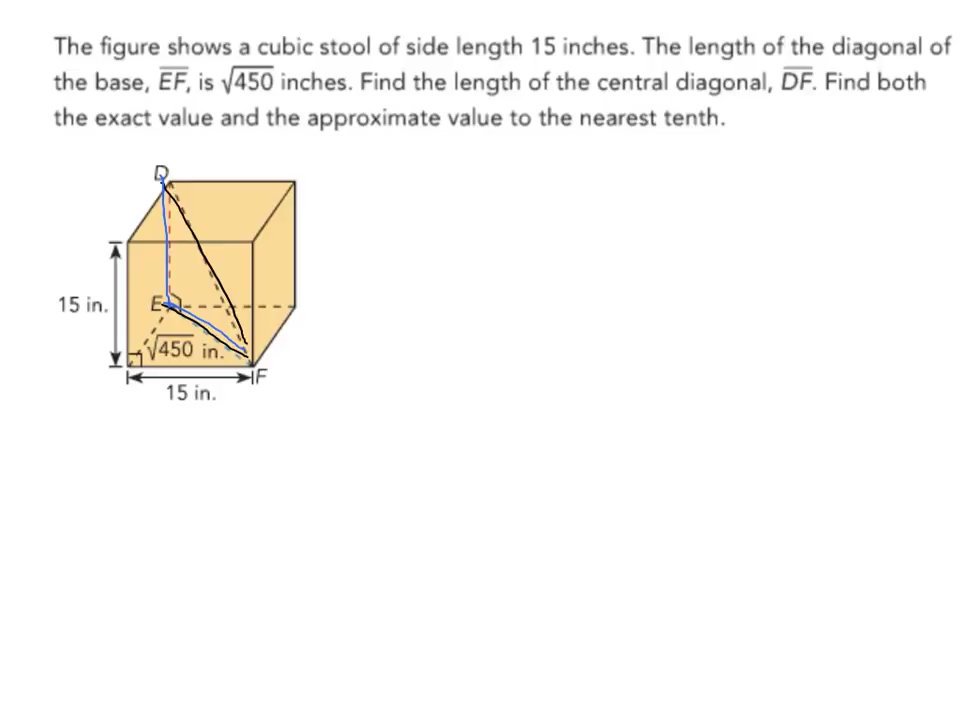 The figure shows a cubic stool of side length 15 inches. The length of the diagonal of
the base, EF, is √450 inches. Find the length of the central diagonal, DF. Find both
the exact value and the approximate value to the nearest tenth.
D
15 in.
E
√450 in.
F
15 in.